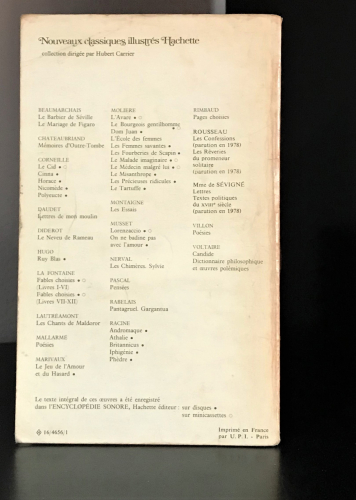 Nouveaux classiques illustrés Hachette
collection dirigée par Hubert Carrier
BEAUMARCHAIS
Le Barbier de Séville
Le Mariage de Figaro
CHATEAUBRIAND
Mémoires d'Outre-Tombe
CORNEILLE
Le Cid • ○
Cinna •
Horace •
Nicomède •
Polyeucte •
DAUDET
Lettres de mon moulin
DIDEROT
Le Neveu de Rameau
HUGO
Ruy Blas •
LA FONTAINE
Fables choisies • ○
(Livres I-VI)
Fables choisies • ○
(Livres VII-XII)
LAUTRÉAMONT
Les Chants de Maldoror
MALLARMÉ
Poésies
MARIVAUX
Le Jeu de l'Amour
et du Hasard •
MOLIÈRE
L'Avare • ○
Le Bourgeois gentilhomme
Dom Juan •
L'École des femmes
Les Femmes savantes •
Les Fourberies de Scapin •
Le Malade imaginaire • ○
Le Médecin malgré lui • ○
Le Misanthrope •
Les Précieuses ridicules •
Le Tartuffe •
MONTAIGNE
Les Essais
MUSSET
Lorenzaccio • ○
On ne badine pas
avec l'amour •
NERVAL
Les Chimères. Sylvie
PASCAL
Pensées
RABELAIS
Pantagruel. Gargantua
RACINE
Andromaque •
Athalie •
Britannicus •
Iphigénie •
Phèdre •
RIMBAUD
Pages choisies
ROUSSEAU
Les Confessions
(parution en 1978)
Les Rêveries
du promeneur
solitaire
(parution en 1978)
Mme de SÉVIGNÉ
Lettres
Textes politiques
du XVIIIe siècle
(parution en 1978)
VILLON
Poésies
VOLTAIRE
Candide
Dictionnaire philosophique
et œuvres polémiques
Le texte intégral de ces œuvres a été enregistré
dans l'ENCYCLOPÉDIE SONORE, Hachette éditeur : sur disques •
sur minicassettes ○
16/4656/1
Imprimé en France
par U.P.I. - Paris